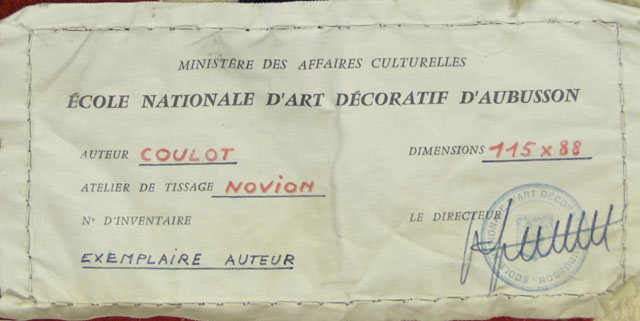 MINISTÈRE DES AFFAIRES CULTURELLES
ÉCOLE NATIONALE D'ART DÉCORATIF D'AUBUSSON
AUTEUR COULOT
DIMENSIONS 115 x 88
ATELIER DE TISSAGE NOVION
N° D'INVENTAIRE
LE DIRECTEUR
EXEMPLAIRE AUTEUR